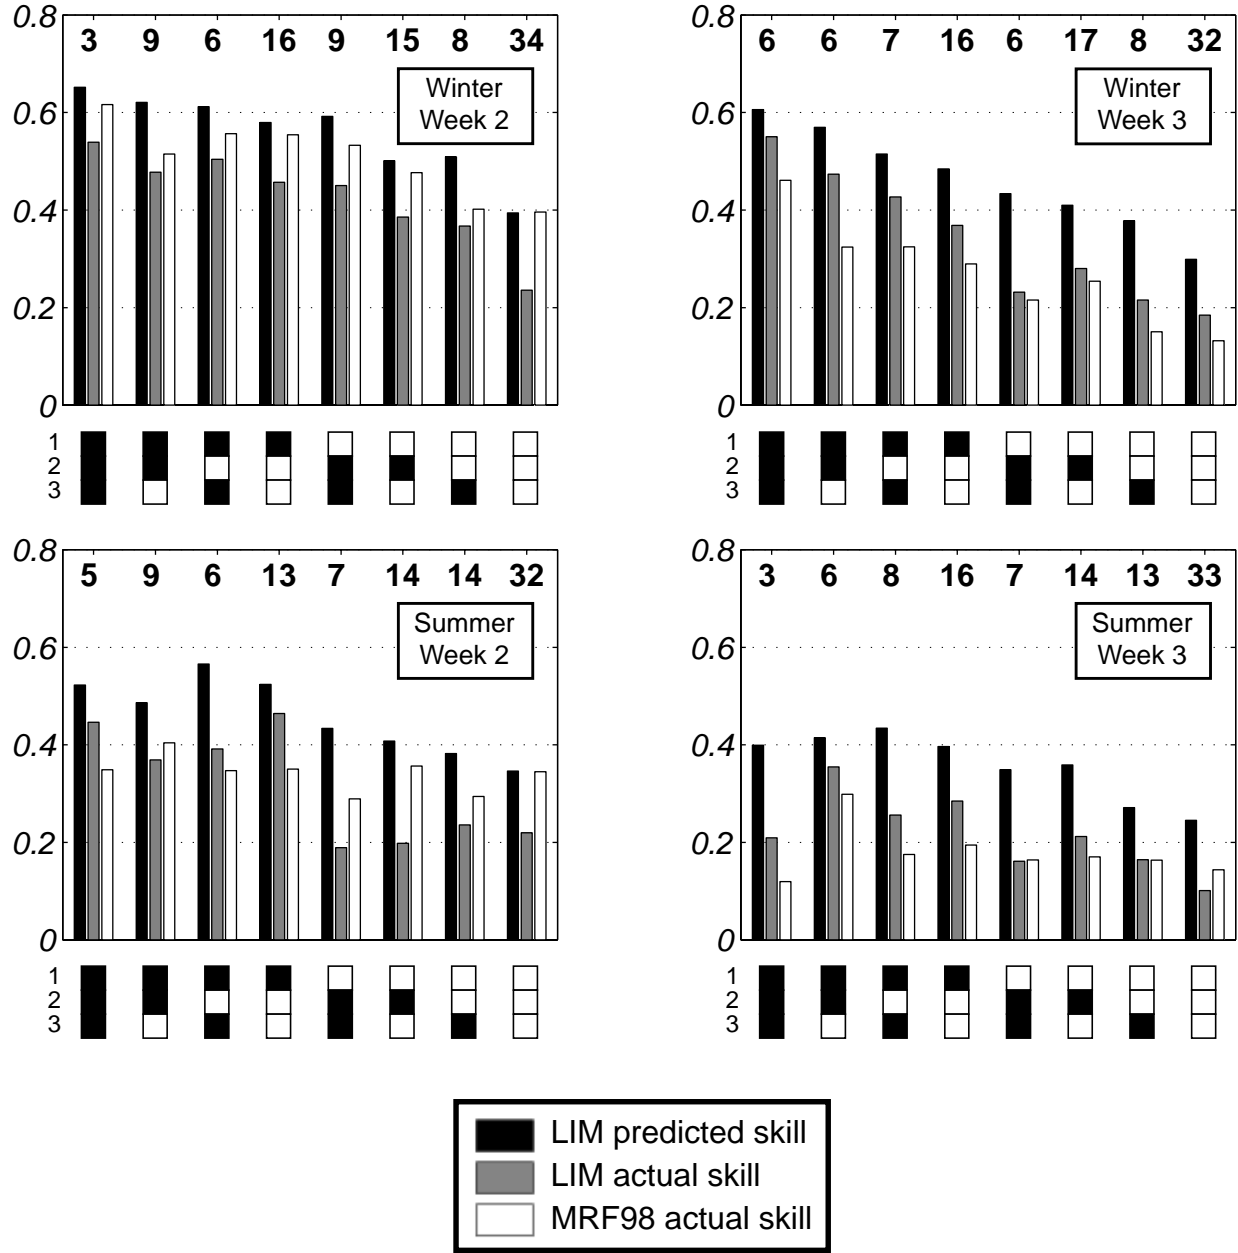 0.8
3 9 6 16 9 15 8 34
Winter
Week 2
0.6
0.4
0.2
0
1
2
3
0.8
6 6 7 16 6 17 8 32
Winter
Week 3
0.6
0.4
0.2
0
1
2
3
0.8
5 9 6 13 7 14 14 32
Summer
Week 2
0.6
0.4
0.2
0
1
2
3
0.8
3 6 8 16 7 14 13 33
Summer
Week 3
0.6
0.4
0.2
0
1
2
3
LIM predicted skill
LIM actual skill
MRF98 actual skill